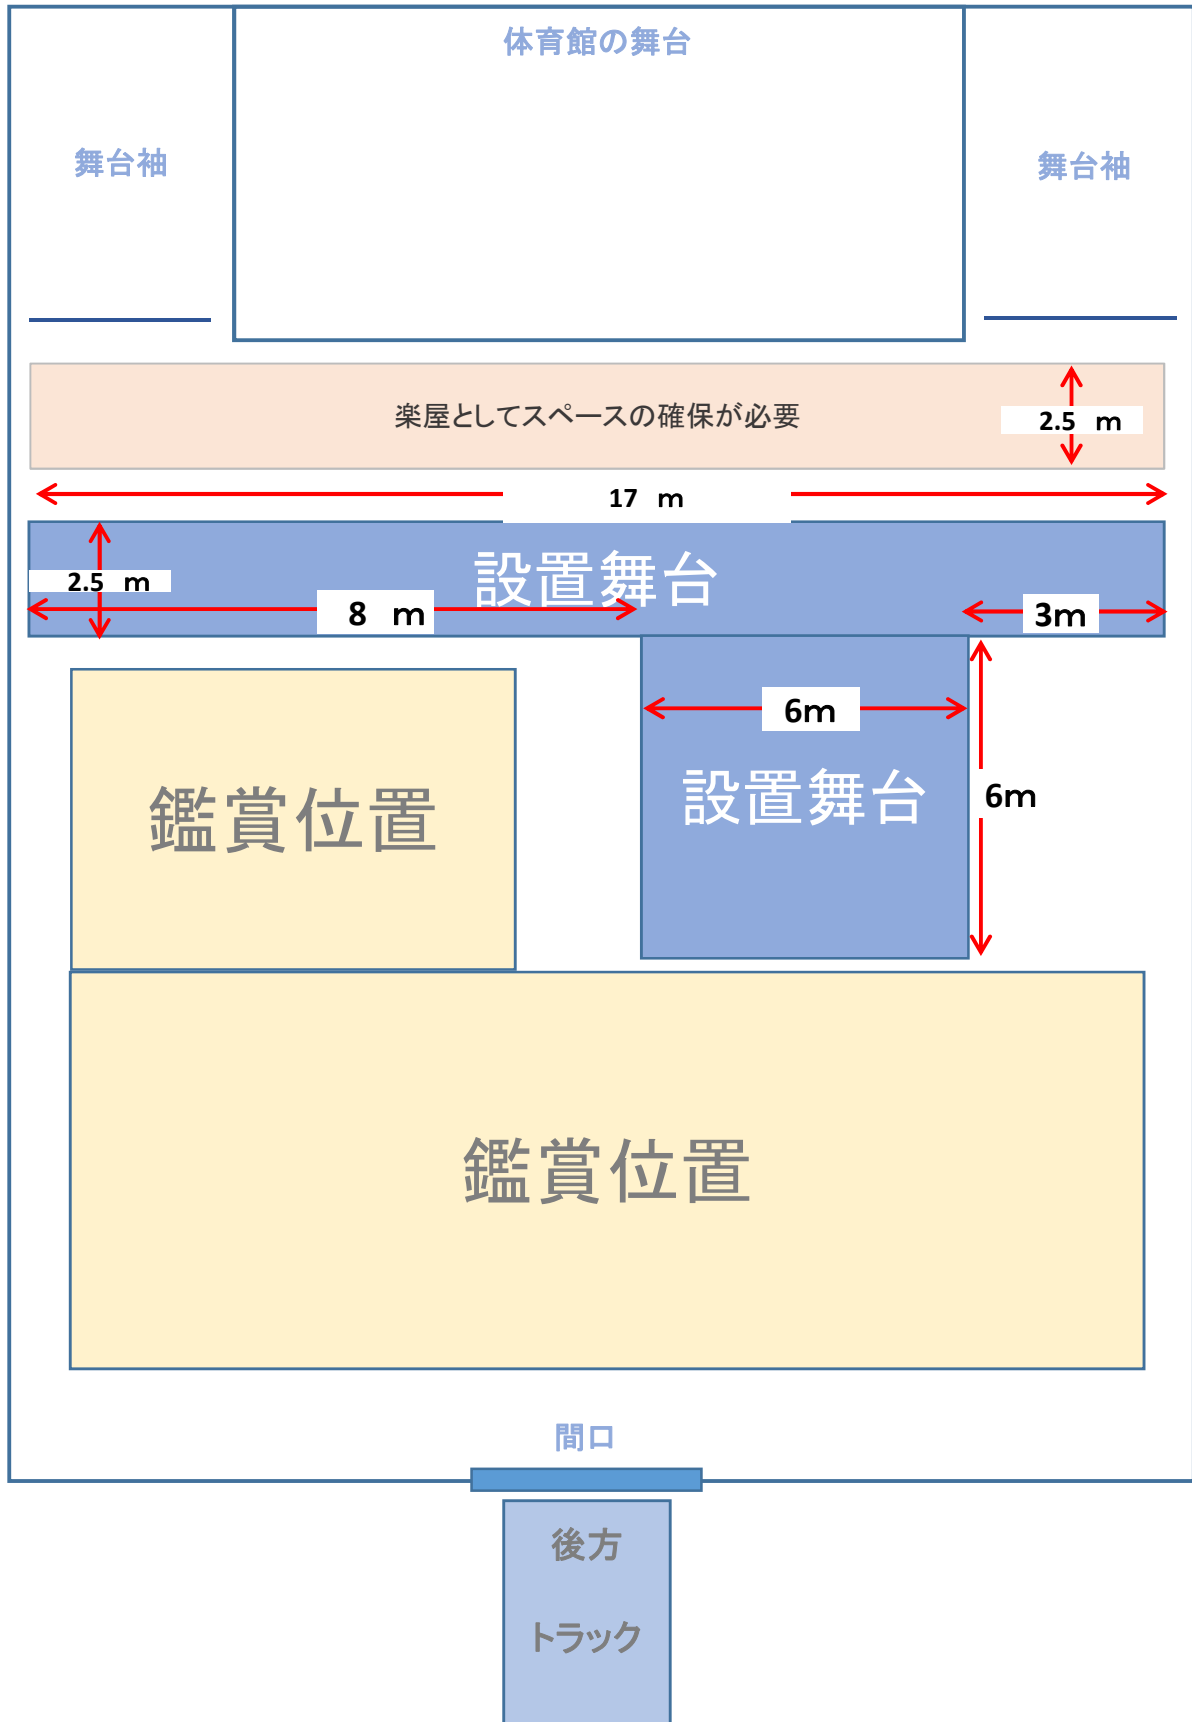 体育館の舞台
舞台袖
舞台袖
楽屋としてスペースの確保が必要
2.5 m
17 m
設置舞台
2.5 m
8 m
3m
6m
設置舞台
6m
鑑賞位置
鑑賞位置
間口
後方
トラック